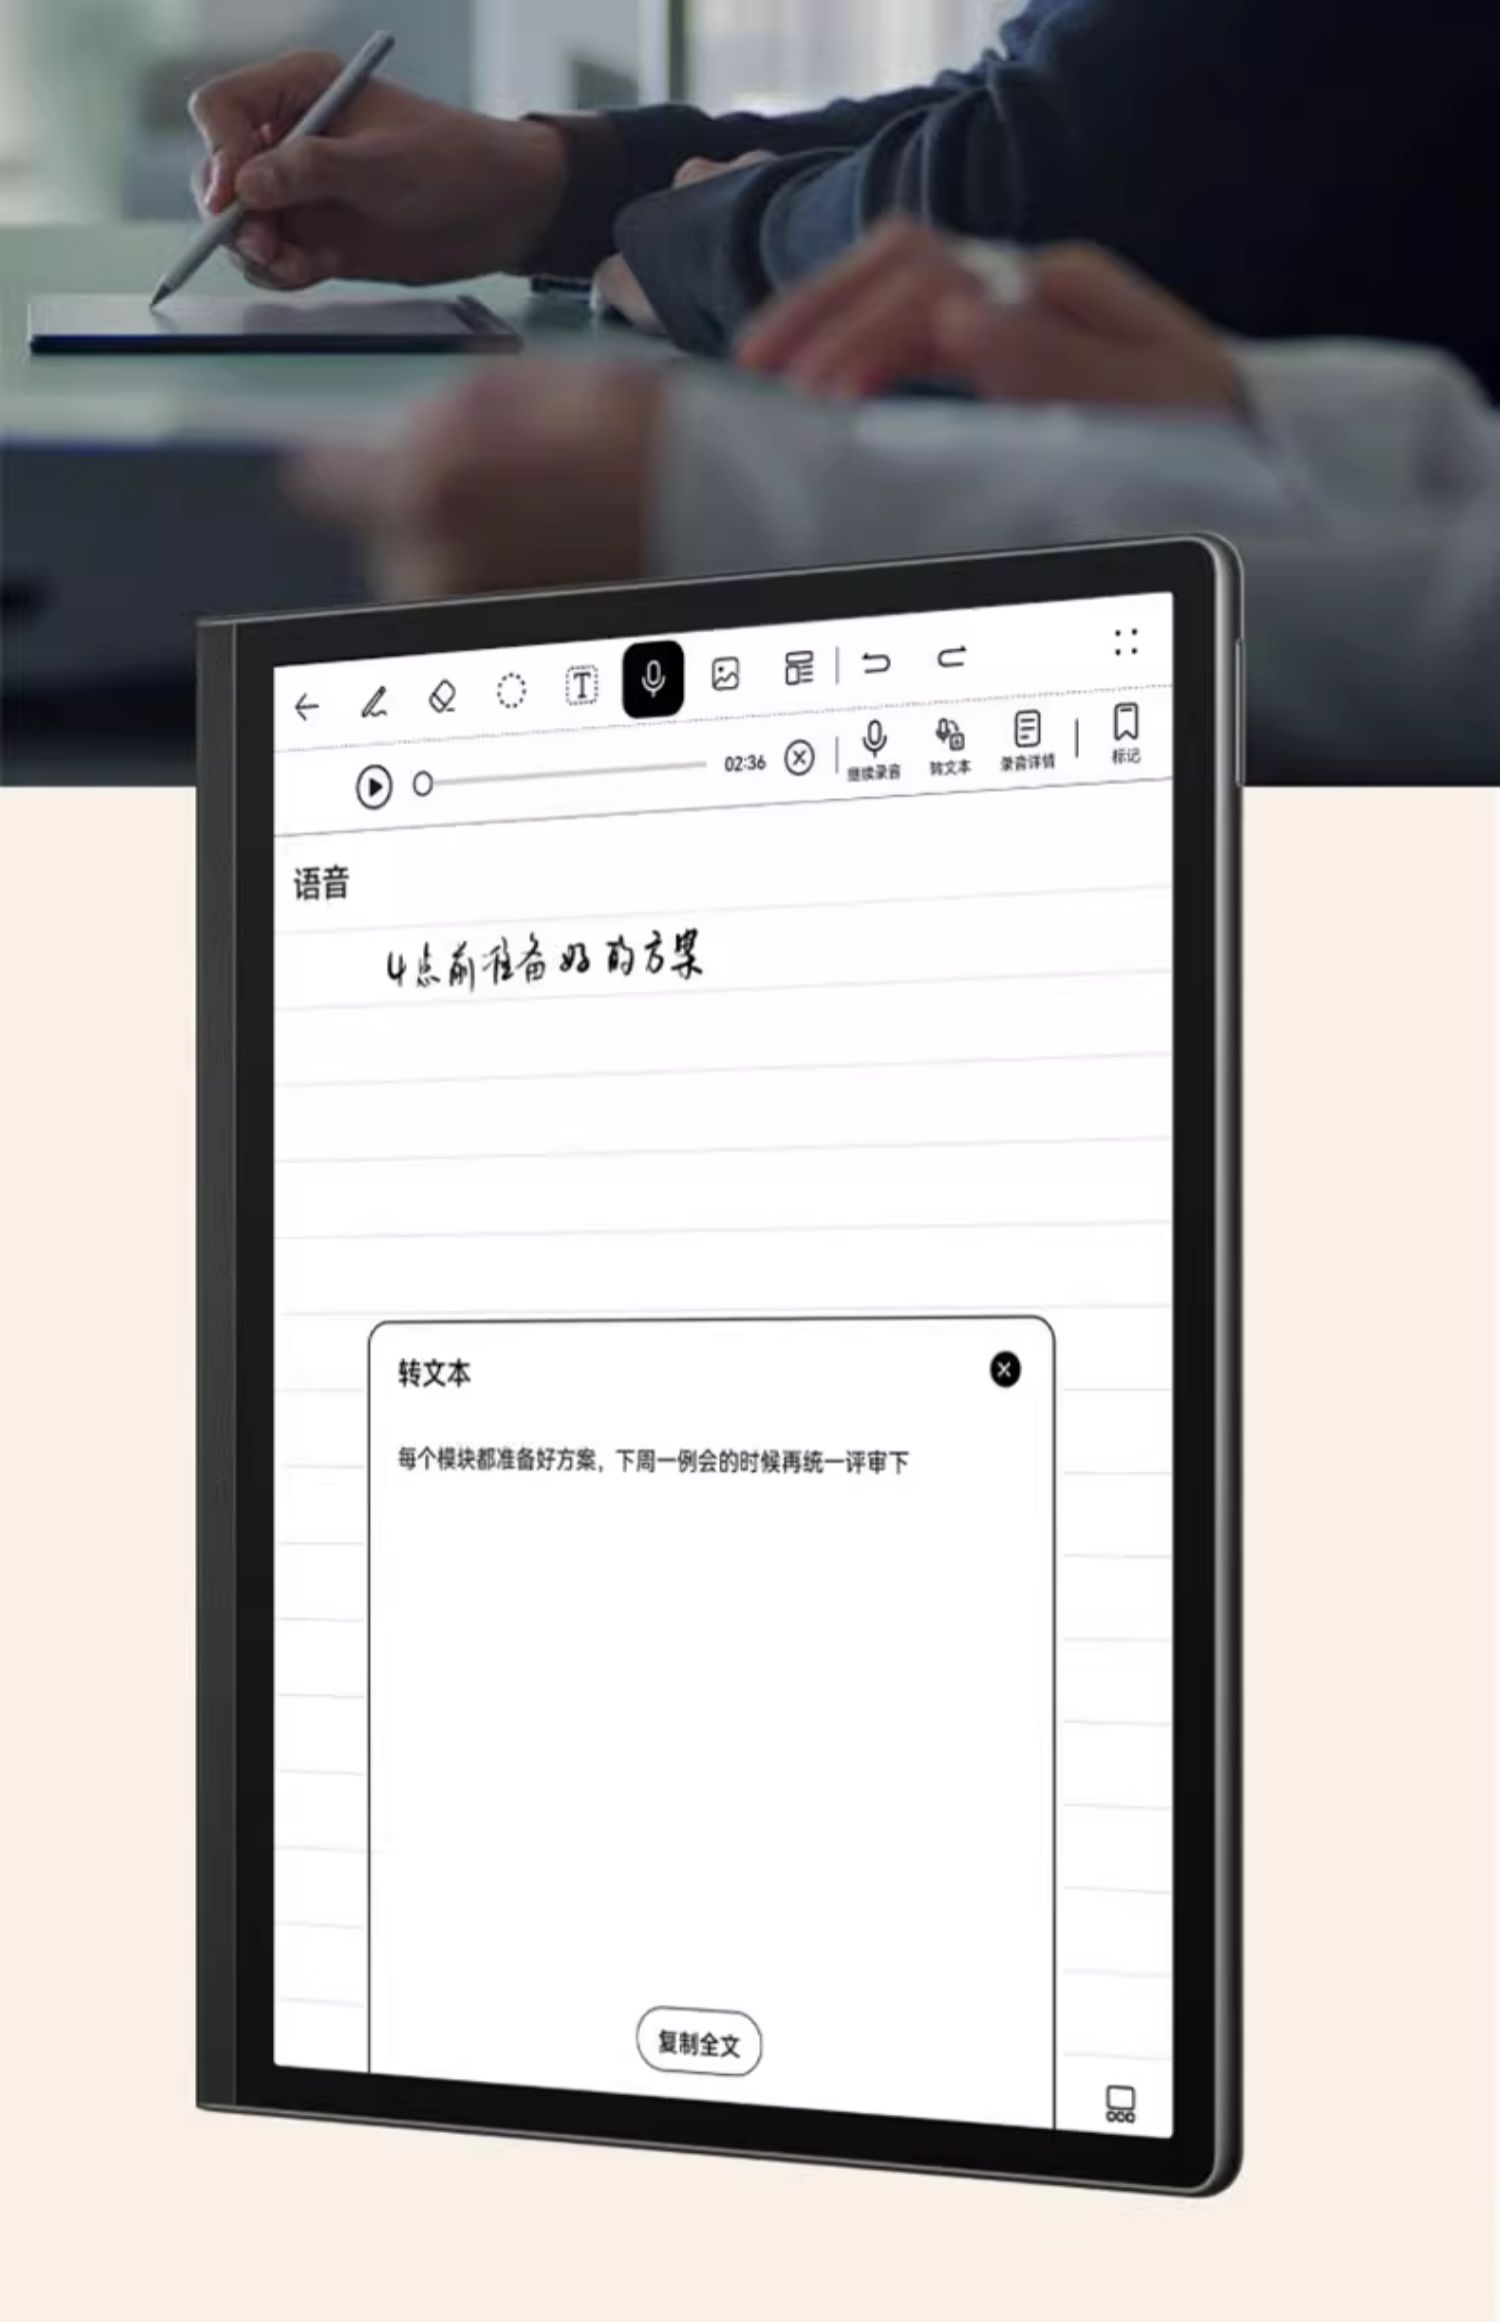 T
02:36
继续录音
转文本
录音详情
标记
语音
4点前准备好的方案
转文本
每个模块都准备好方案，下周一例会的时候再统一评审下
复制全文